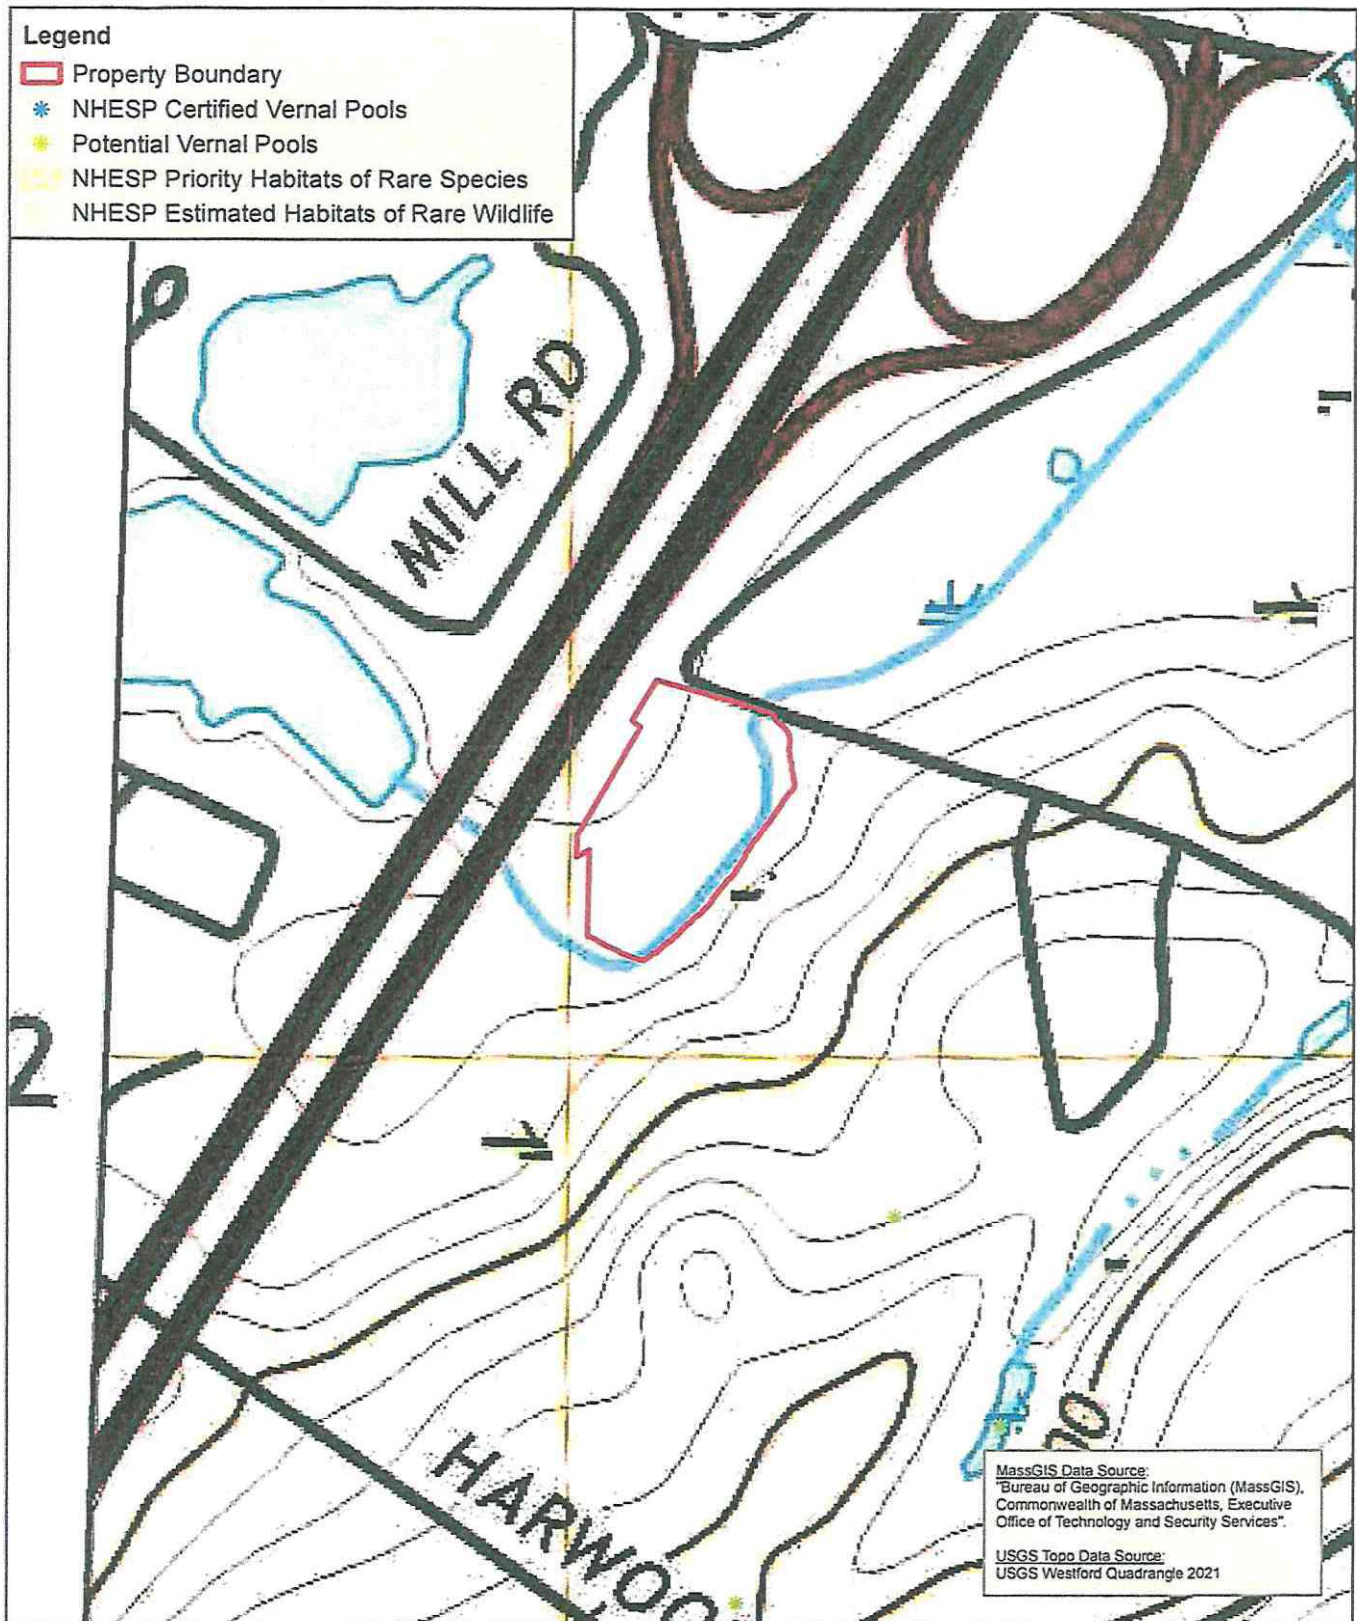 Legend
Property Boundary
NHESP Certified Vernal Pools
Potential Vernal Pools
NHESP Priority Habitats of Rare Species
NHESP Estimated Habitats of Rare Wildlife
MILL RD
2
HARWOO
MassGIS Data Source:
"Bureau of Geographic Information (MassGIS),
Commonwealth of Massachusetts, Executive
Office of Technology and Security Services".
USGS Topo Data Source:
USGS Westford Quadrangle 2021